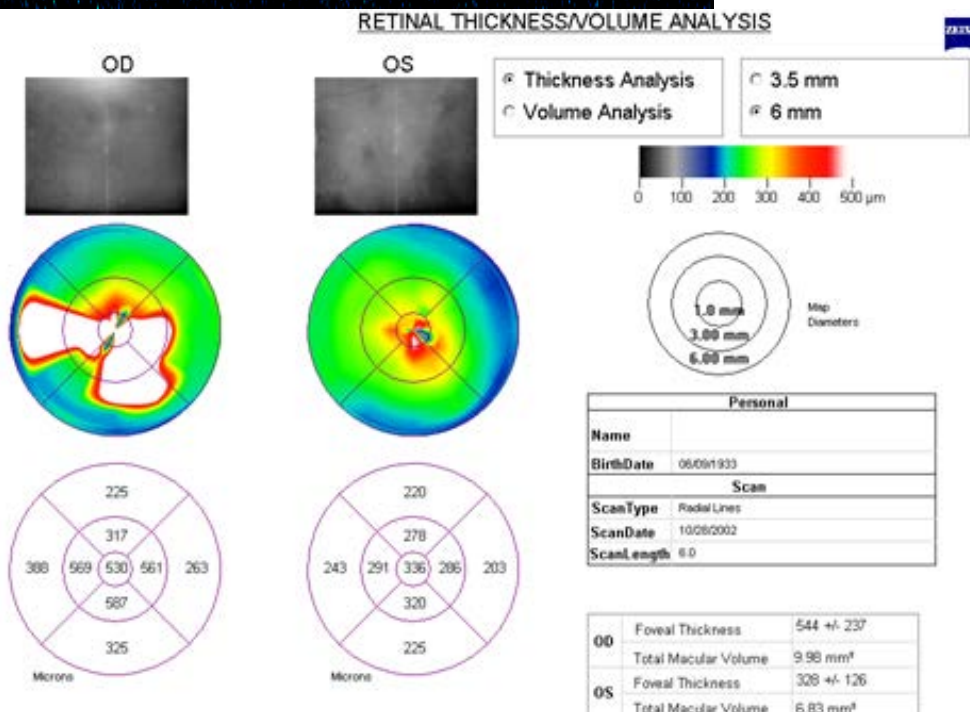 RETINAL THICKNESS/VOLUME ANALYSIS
ZEISS
OD
OS
Thickness Analysis
Volume Analysis
3.5 mm
6 mm
0 100 200 300 400 500 µm
1.0 mm
3.00 mm
6.00 mm
Map
Diameters
Personal
Name
BirthDate 06/09/1933
Scan
ScanType Radial Lines
ScanDate 10/28/2002
ScanLength 6.0
225
317
388 569 530 561 263
587
325
Microns
220
278
243 291 336 286 203
320
225
Microns
OD
Foveal Thickness 544 +/- 237
Total Macular Volume 9.98 mm³
OS
Foveal Thickness 328 +/- 126
Total Macular Volume 6.83 mm³